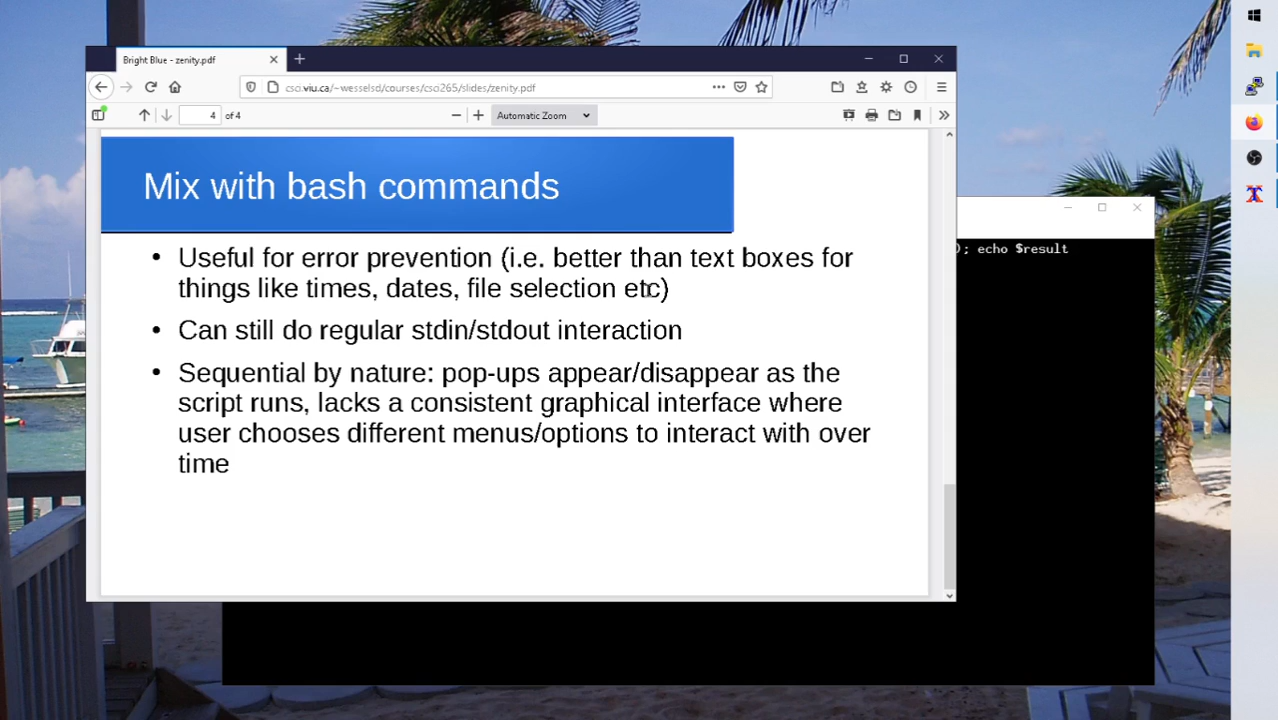 Bright Blue - zenity.pdf
csci.viu.ca/~wesselsd/courses/csci265/slides/zenity.pdf
4 of 4
Automatic Zoom
Mix with bash commands
• Useful for error prevention (i.e. better than text boxes for
things like times, dates, file selection etc)
• Can still do regular stdin/stdout interaction
• Sequential by nature: pop-ups appear/disappear as the
script runs, lacks a consistent graphical interface where
user chooses different menus/options to interact with over
time
); echo $result